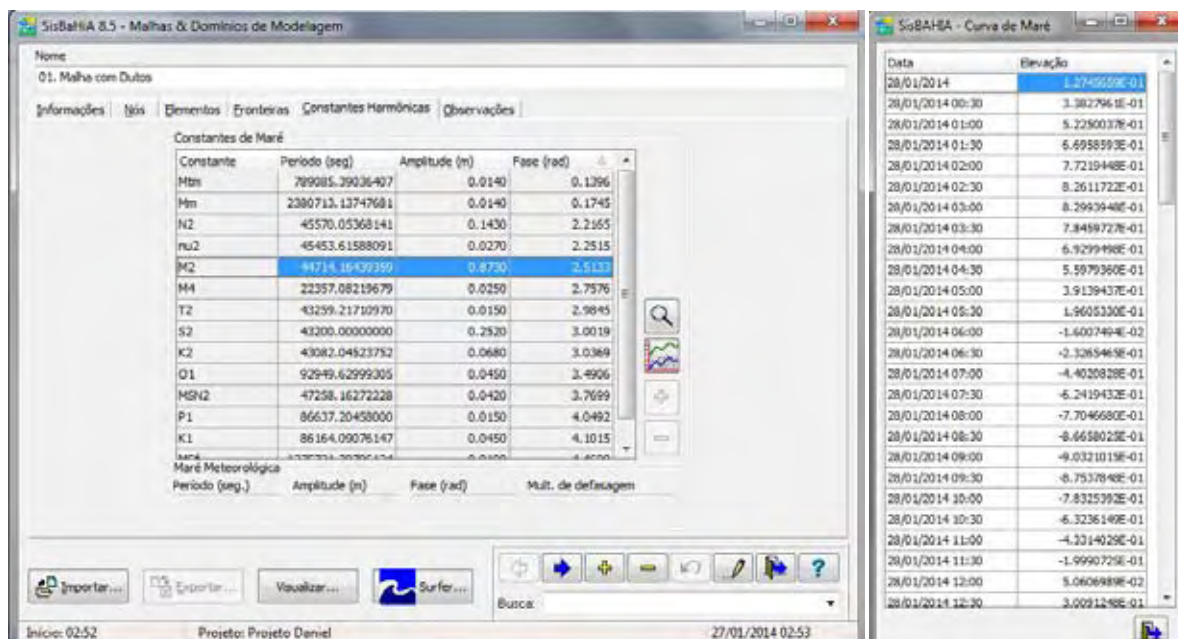 SisBaHiA 8.5 - Malhas & Domínios de Modelagem
Nome
01. Malha com Dutos
Informações Nós Elementos Fronteiras Constantes Harmônicas Observações
Constantes de Maré
Constante Período (seg) Amplitude (m) Fase (rad)
Mtm 789085.39036407 0.0140 0.1396
Mm 2380713.13747681 0.0140 0.1745
N2 45570.05368141 0.1430 2.2165
nu2 45453.61588091 0.0270 2.2515
M2 44714.16439359 0.8730 2.5133
M4 22357.08219679 0.0250 2.7576
T2 43259.21710970 0.0150 2.9845
S2 43200.00000000 0.2520 3.0019
K2 43082.04523752 0.0680 3.0369
O1 92949.62999305 0.0450 3.4906
MSN2 47258.16272228 0.0420 3.7699
P1 86637.20458000 0.0150 4.0492
K1 86164.09076147 0.0450 4.1015
Maré Meteorológica
Período (seg.) Amplitude (m) Fase (rad) Mult. de defasagem
Importar... Exportar... Visualizar... Surfer...
Busca:
Início: 02:52 Projeto: Projeto Daniel 27/01/2014 02:53
SisBAHIA - Curva de Maré
Data Elevação
28/01/2014 1.2745659E-01
28/01/2014 00:30 3.3827961E-01
28/01/2014 01:00 5.2250037E-01
28/01/2014 01:30 6.6958593E-01
28/01/2014 02:00 7.7219448E-01
28/01/2014 02:30 8.2611722E-01
28/01/2014 03:00 8.2993948E-01
28/01/2014 03:30 7.8459727E-01
28/01/2014 04:00 6.9299498E-01
28/01/2014 04:30 5.5979360E-01
28/01/2014 05:00 3.9139437E-01
28/01/2014 05:30 1.9605330E-01
28/01/2014 06:00 -1.6007494E-02
28/01/2014 06:30 -2.3265465E-01
28/01/2014 07:00 -4.4020828E-01
28/01/2014 07:30 -6.2419432E-01
28/01/2014 08:00 -7.7046680E-01
28/01/2014 08:30 -8.6658025E-01
28/01/2014 09:00 -9.0321015E-01
28/01/2014 09:30 -8.7537848E-01
28/01/2014 10:00 -7.8325392E-01
28/01/2014 10:30 -6.3236149E-01
28/01/2014 11:00 -4.3314029E-01
28/01/2014 11:30 -1.9990725E-01
28/01/2014 12:00 5.0606989E-02
28/01/2014 12:30 3.0091248E-01